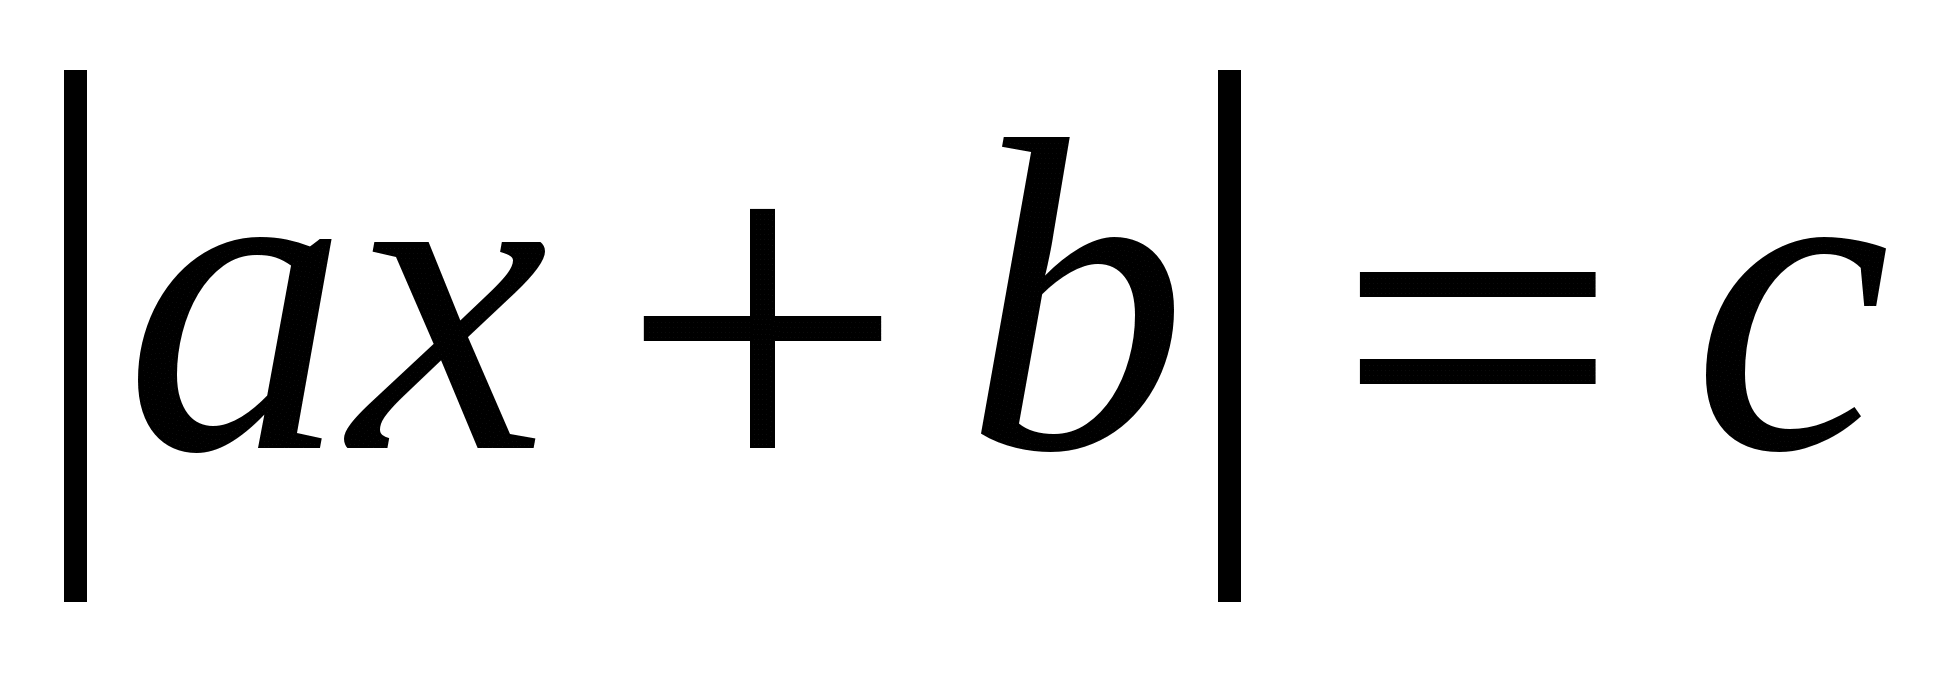 |ax + b| = c